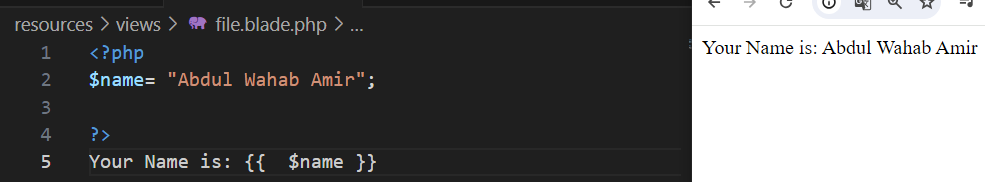 resources > views > file.blade.php > ...
1 <?php
2 $name= "Abdul Wahab Amir";
3
4 ?>
5 Your Name is: {{  $name }}
Your Name is: Abdul Wahab Amir